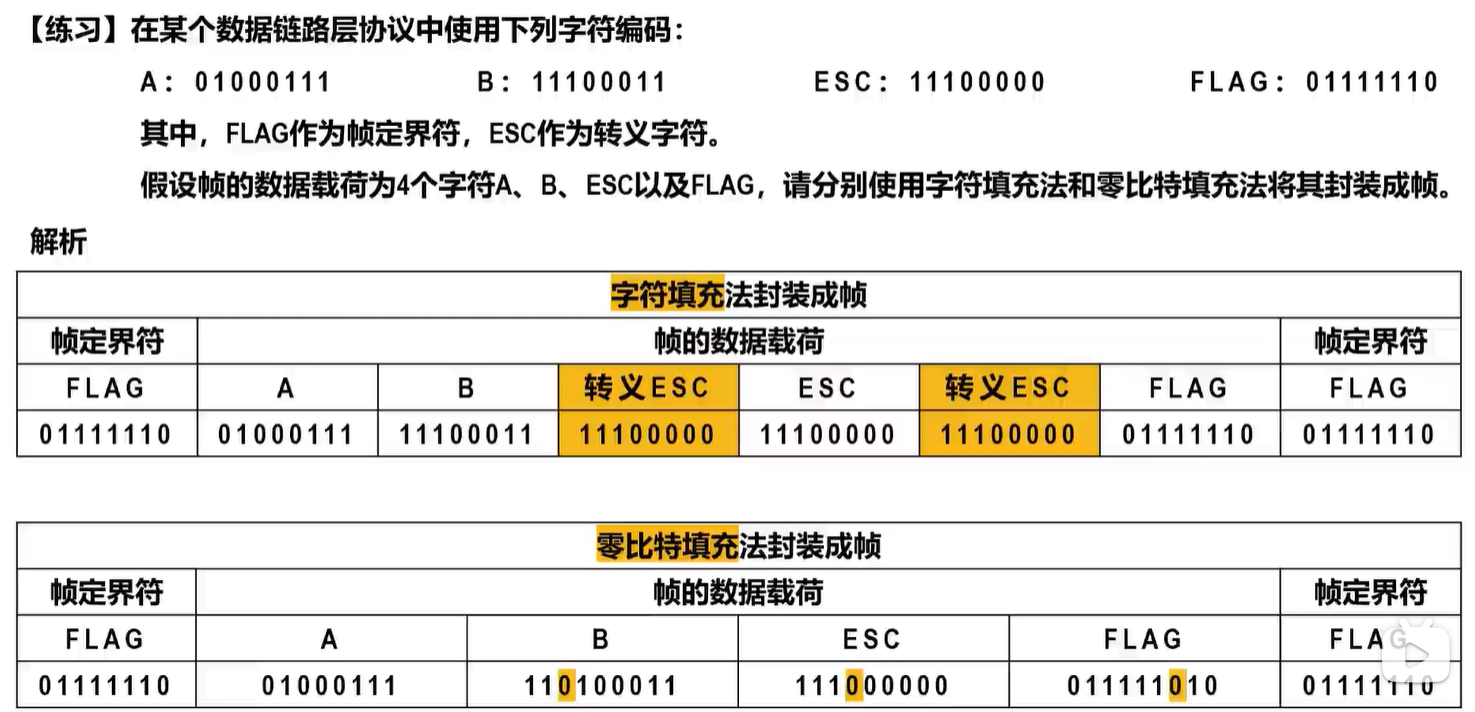 【练习】在某个数据链路层协议中使用下列字符编码：
A：01000111 B：11100011 ESC：11100000 FLAG：01111110
其中，FLAG作为帧定界符，ESC作为转义字符。
假设帧的数据载荷为4个字符A、B、ESC以及FLAG，请分别使用字符填充法和零比特填充法将其封装成帧。
解析
字符填充法封装成帧
帧定界符 帧的数据载荷 帧定界符
FLAG A B 转义ESC ESC 转义ESC FLAG FLAG
01111110 01000111 11100011 11100000 11100000 11100000 01111110 01111110
零比特填充法封装成帧
帧定界符 帧的数据载荷 帧定界符
FLAG A B ESC FLAG FLAG
01111110 01000111 110100011 111000000 011111010 01111110